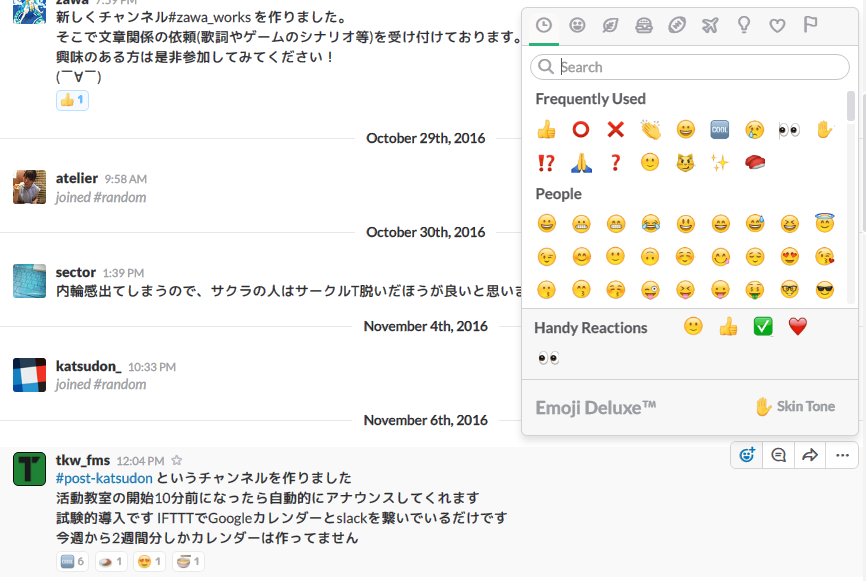 zawa 7:59 PM
新しくチャンネル#zawa_works を作りました。
そこで文章関係の依頼(歌詞やゲームのシナリオ等)を受け付けております。
興味のある方は是非参加してみてください！
(￣∀￣)
1
October 29th, 2016
atelier 9:58 AM
joined #random
October 30th, 2016
sector 1:39 PM
内輪感出てしまうので、サクラの人はサークルT脱いだほうが良いと思いま
November 4th, 2016
katsudon_ 10:33 PM
joined #random
November 6th, 2016
tkw_fms 12:04 PM
#post-katsudon というチャンネルを作りました
活動教室の開始10分前になったら自動的にアナウンスしてくれます
試験的導入です IFTTTでGoogleカレンダーとslackを繋いでいるだけです
今週から2週間分しかカレンダーは作ってません
6 1 1 1
Search
Frequently Used
COOL
People
Handy Reactions
Emoji Deluxe™
Skin Tone